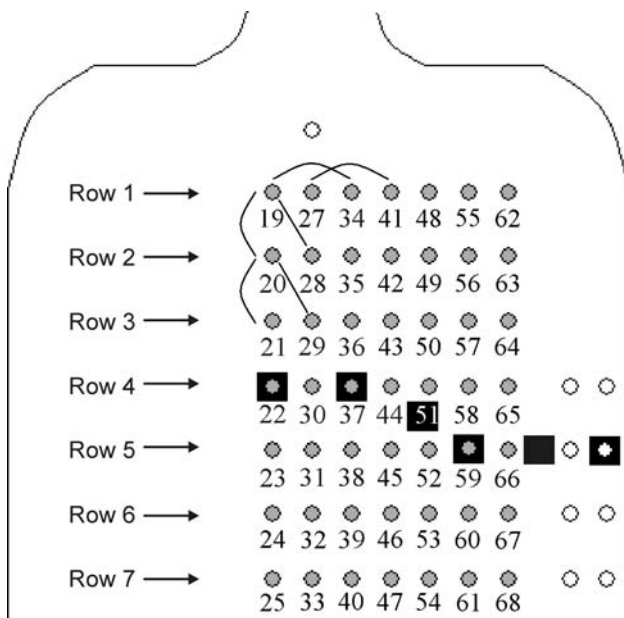 Row 1
19 27 34 41 48 55 62
Row 2
20 28 35 42 49 56 63
Row 3
21 29 36 43 50 57 64
Row 4
22 30 37 44 51 58 65
Row 5
23 31 38 45 52 59 66
Row 6
24 32 39 46 53 60 67
Row 7
25 33 40 47 54 61 68